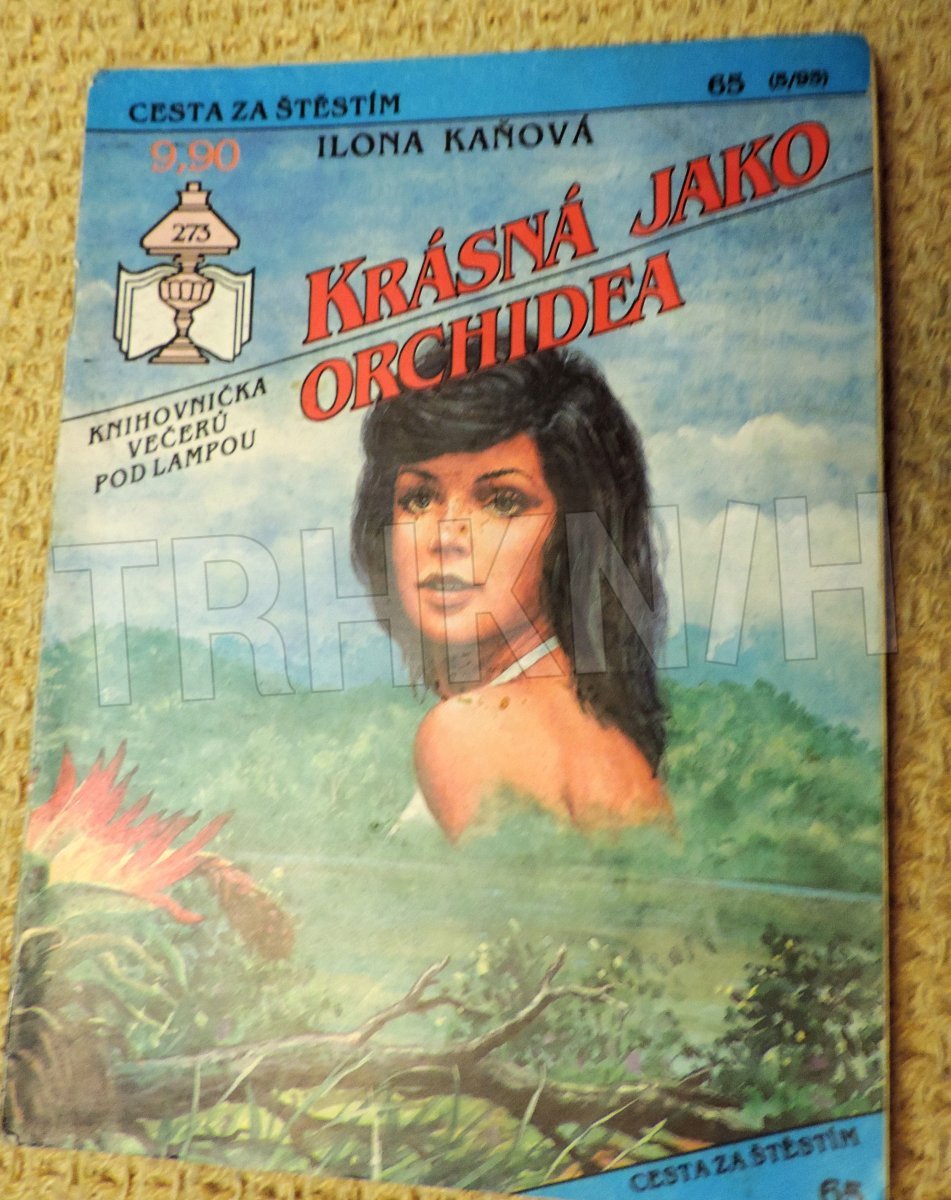 CESTA ZA ŠTĚSTÍM
65 (5/95)
ILONA KAŇOVÁ
9,90
273
KRÁSNÁ JAKO
ORCHIDEA
KNIHOVNIČKA
VEČERŮ
POD LAMPOU
TRHKN/H
CESTA ZA ŠTĚSTÍM
65